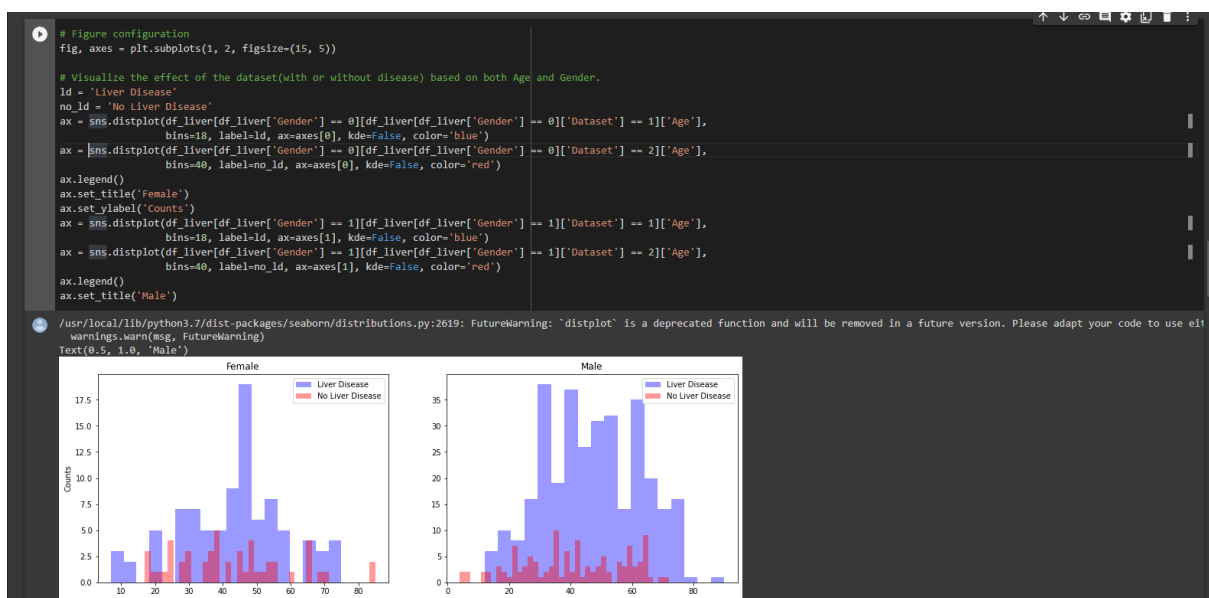 # Figure configuration
fig, axes = plt.subplots(1, 2, figsize=(15, 5))
# Visualize the effect of the dataset(with or without disease) based on both Age and Gender.
ld = 'Liver Disease'
no_ld = 'No Liver Disease'
ax = sns.distplot(df_liver[df_liver['Gender'] == 0][df_liver[df_liver['Gender'] == 0]['Dataset'] == 1]['Age'],
bins=18, label=ld, ax=axes[0], kde=False, color='blue')
ax = sns.distplot(df_liver[df_liver['Gender'] == 0][df_liver[df_liver['Gender'] == 0]['Dataset'] == 2]['Age'],
bins=40, label=no_ld, ax=axes[0], kde=False, color='red')
ax.legend()
ax.set_title('Female')
ax.set_ylabel('Counts')
ax = sns.distplot(df_liver[df_liver['Gender'] == 1][df_liver[df_liver['Gender'] == 1]['Dataset'] == 1]['Age'],
bins=18, label=ld, ax=axes[1], kde=False, color='blue')
ax = sns.distplot(df_liver[df_liver['Gender'] == 1][df_liver[df_liver['Gender'] == 1]['Dataset'] == 2]['Age'],
bins=40, label=no_ld, ax=axes[1], kde=False, color='red')
ax.legend()
ax.set_title('Male')
/usr/local/lib/python3.7/dist-packages/seaborn/distributions.py:2619: FutureWarning: `distplot` is a deprecated function and will be removed in a future version. Please adapt your code to use eit
warnings.warn(msg, FutureWarning)
Text(0.5, 1.0, 'Male')
Female
Liver Disease
No Liver Disease
17.5
15.0
12.5
10.0
7.5
5.0
2.5
0.0
Counts
10 20 30 40 50 60 70 80
Male
Liver Disease
No Liver Disease
35
30
25
20
15
10
5
0
0 20 40 60 80